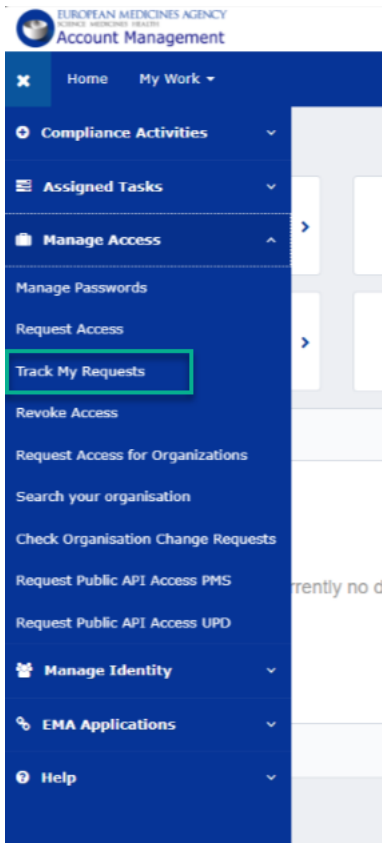 EUROPEAN MEDICINES AGENCY
SCIENCE MEDICINES HEALTH
Account Management
Home My Work
Compliance Activities
Assigned Tasks
Manage Access
Manage Passwords
Request Access
Track My Requests
Revoke Access
Request Access for Organizations
Search your organisation
Check Organisation Change Requests
Request Public API Access PMS
rrently no d
Request Public API Access UPD
Manage Identity
EMA Applications
Help